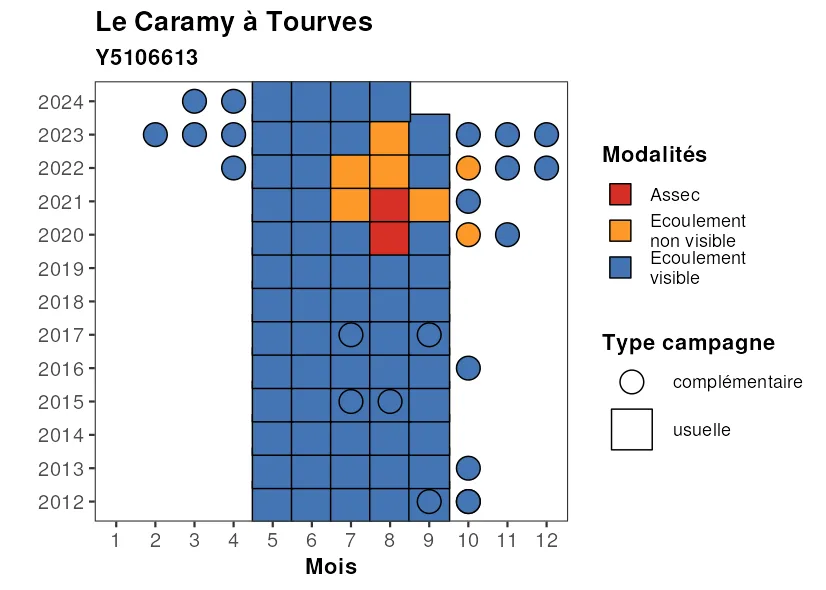 Le Caramy à Tourves
Y5106613
2024
2023
2022
2021
2020
2019
2018
2017
2016
2015
2014
2013
2012
1 2 3 4 5 6 7 8 9 10 11 12
Mois
Modalités
Assec
Ecoulement
non visible
Ecoulement
visible
Type campagne
complémentaire
usuelle